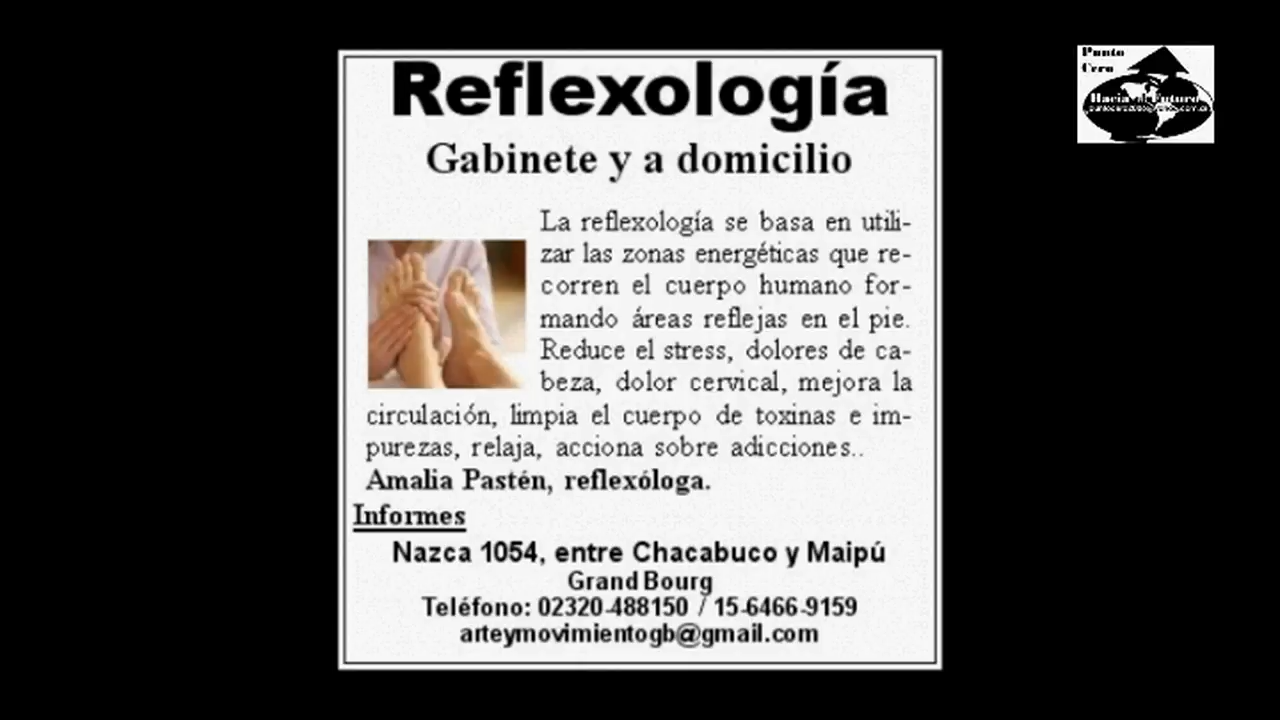 Reflexología
Gabinete y a domicilio
La reflexología se basa en utili-
zar las zonas energéticas que re-
corren el cuerpo humano for-
mando áreas reflejas en el pie.
Reduce el stress, dolores de ca-
beza, dolor cervical, mejora la
circulación, limpia el cuerpo de toxinas e im-
purezas, relaja, acciona sobre adicciones..
Amalia Pastén, reflexóloga.
Informes
Nazca 1054, entre Chacabuco y Maipú
Grand Bourg
Teléfono: 02320-488150 / 15-6466-9159
arteymovimientogb@gmail.com
Punto
Cero
Hacia el Futuro